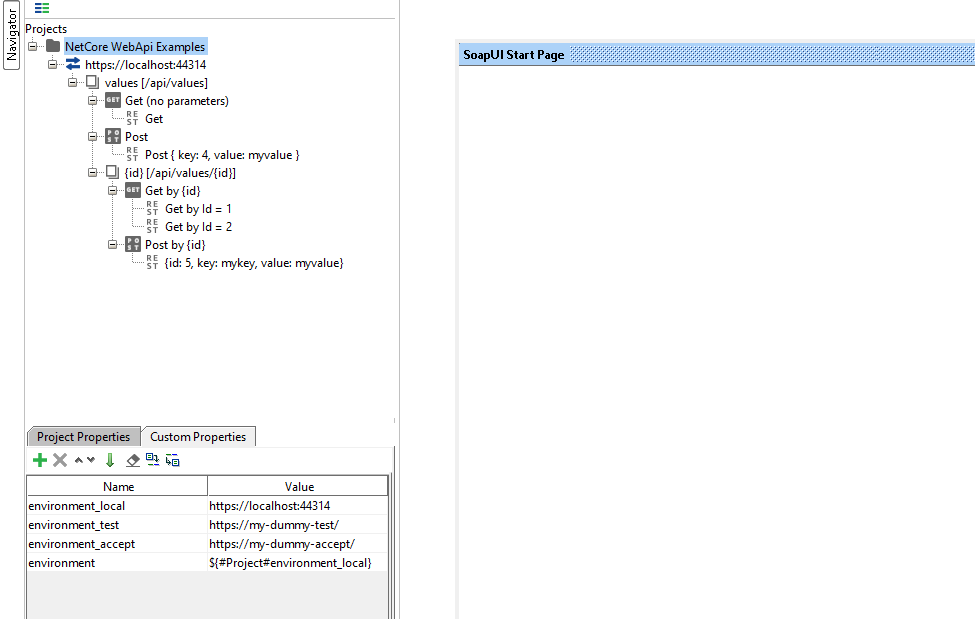 Navigator
Projects
NetCore WebApi Examples
https://localhost:44314
values [/api/values]
GET Get (no parameters)
REST Get
POST Post
REST Post { key: 4, value: myvalue }
{id} [/api/values/{id}]
GET Get by {id}
REST Get by Id = 1
REST Get by Id = 2
POST Post by {id}
REST {id: 5, key: mykey, value: myvalue}
SoapUI Start Page
Project Properties Custom Properties
Name Value
environment_local https://localhost:44314
environment_test https://my-dummy-test/
environment_accept https://my-dummy-accept/
environment ${#Project#environment_local}